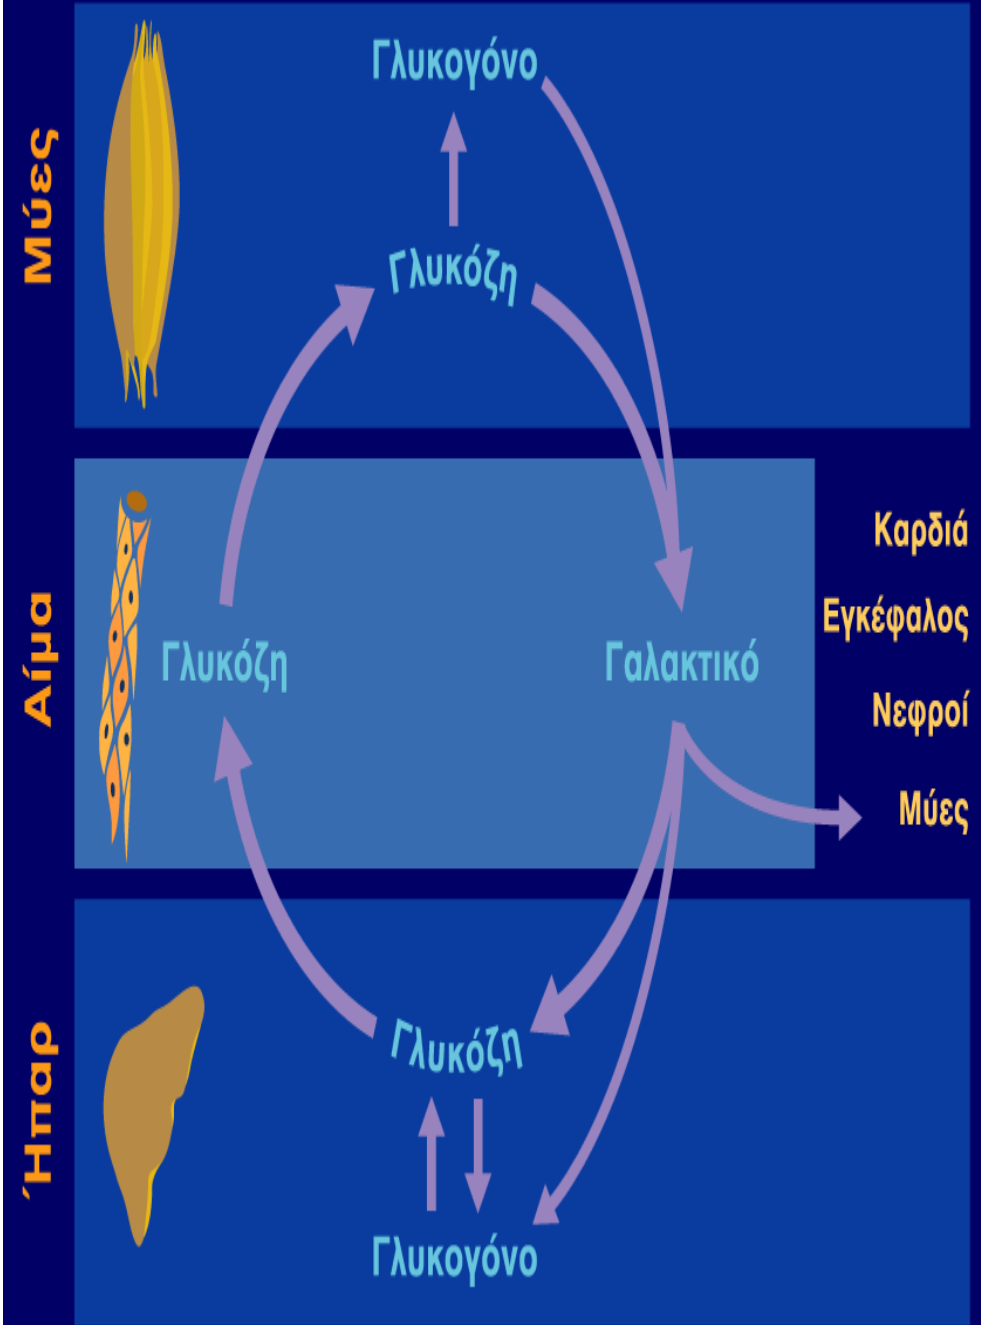 Μύες
Γλυκογόνο
Γλυκόζη
Αίμα
Γλυκόζη
Γαλακτικό
Καρδιά
Εγκέφαλος
Νεφροί
Μύες
Ήπαρ
Γλυκόζη
Γλυκογόνο